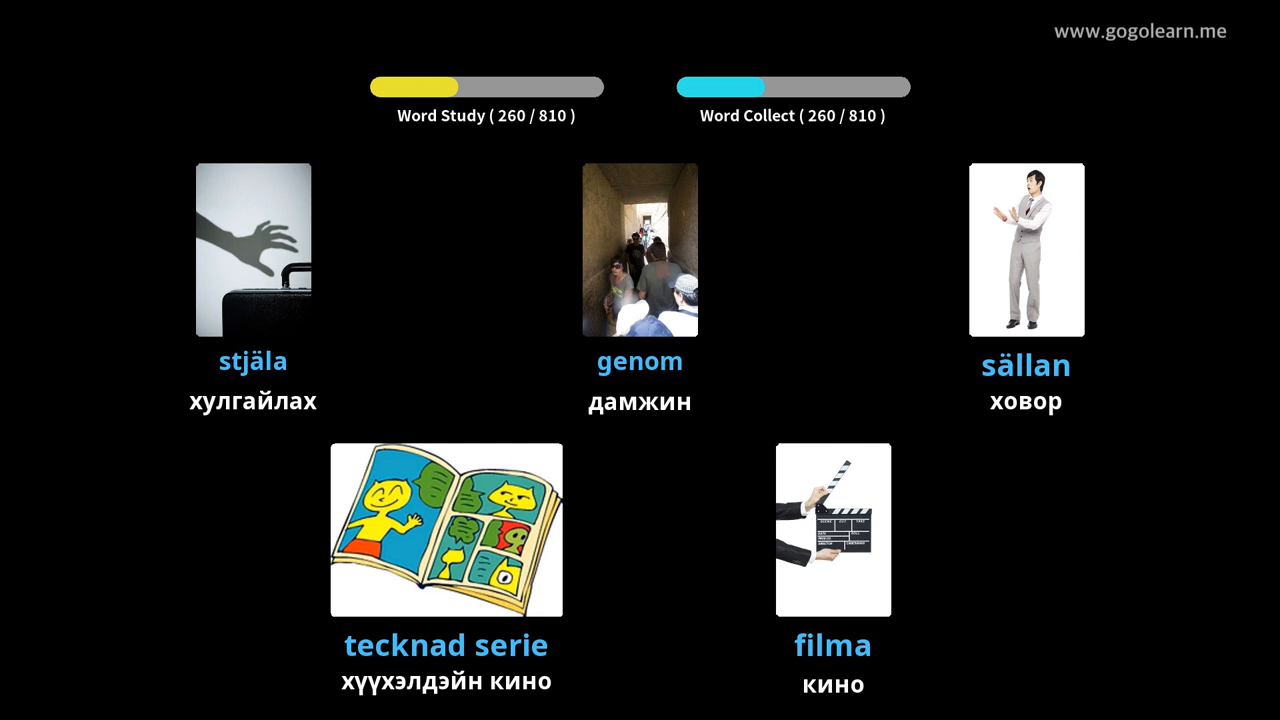 www.gogolearn.me
Word Study ( 260 / 810 )
Word Collect ( 260 / 810 )
stjäla
хулгайлах
genom
дамжин
sällan
ховор
tecknad serie
хүүхэлдэйн кино
filma
кино